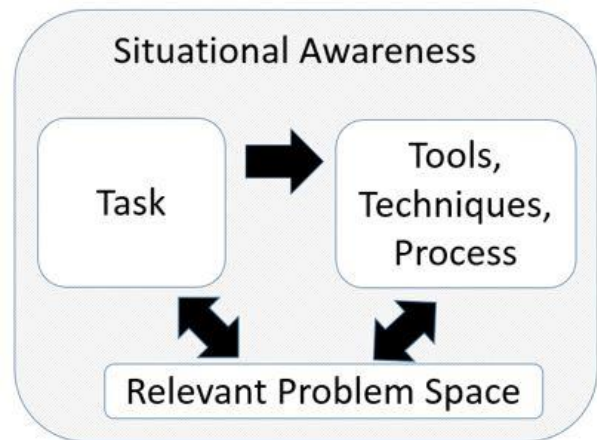 Situational Awareness
Task
Tools,
Techniques,
Process
Relevant Problem Space